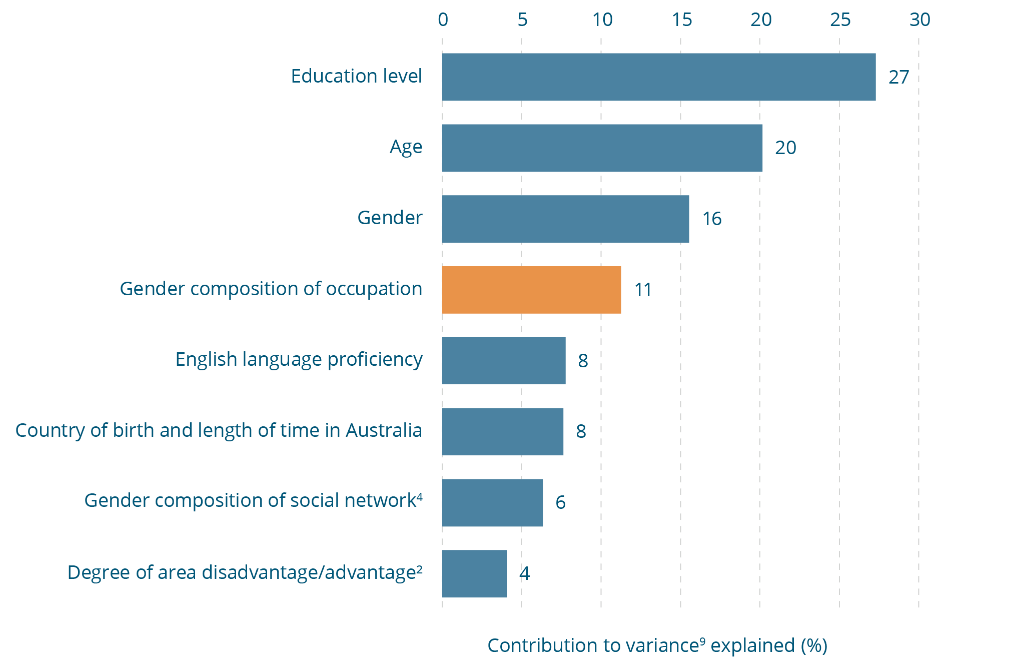 0 5 10 15 20 25 30
Education level 27
Age 20
Gender 16
Gender composition of occupation 11
English language proficiency 8
Country of birth and length of time in Australia 8
Gender composition of social network⁴ 6
Degree of area disadvantage/advantage² 4
Contribution to variance⁹ explained (%)